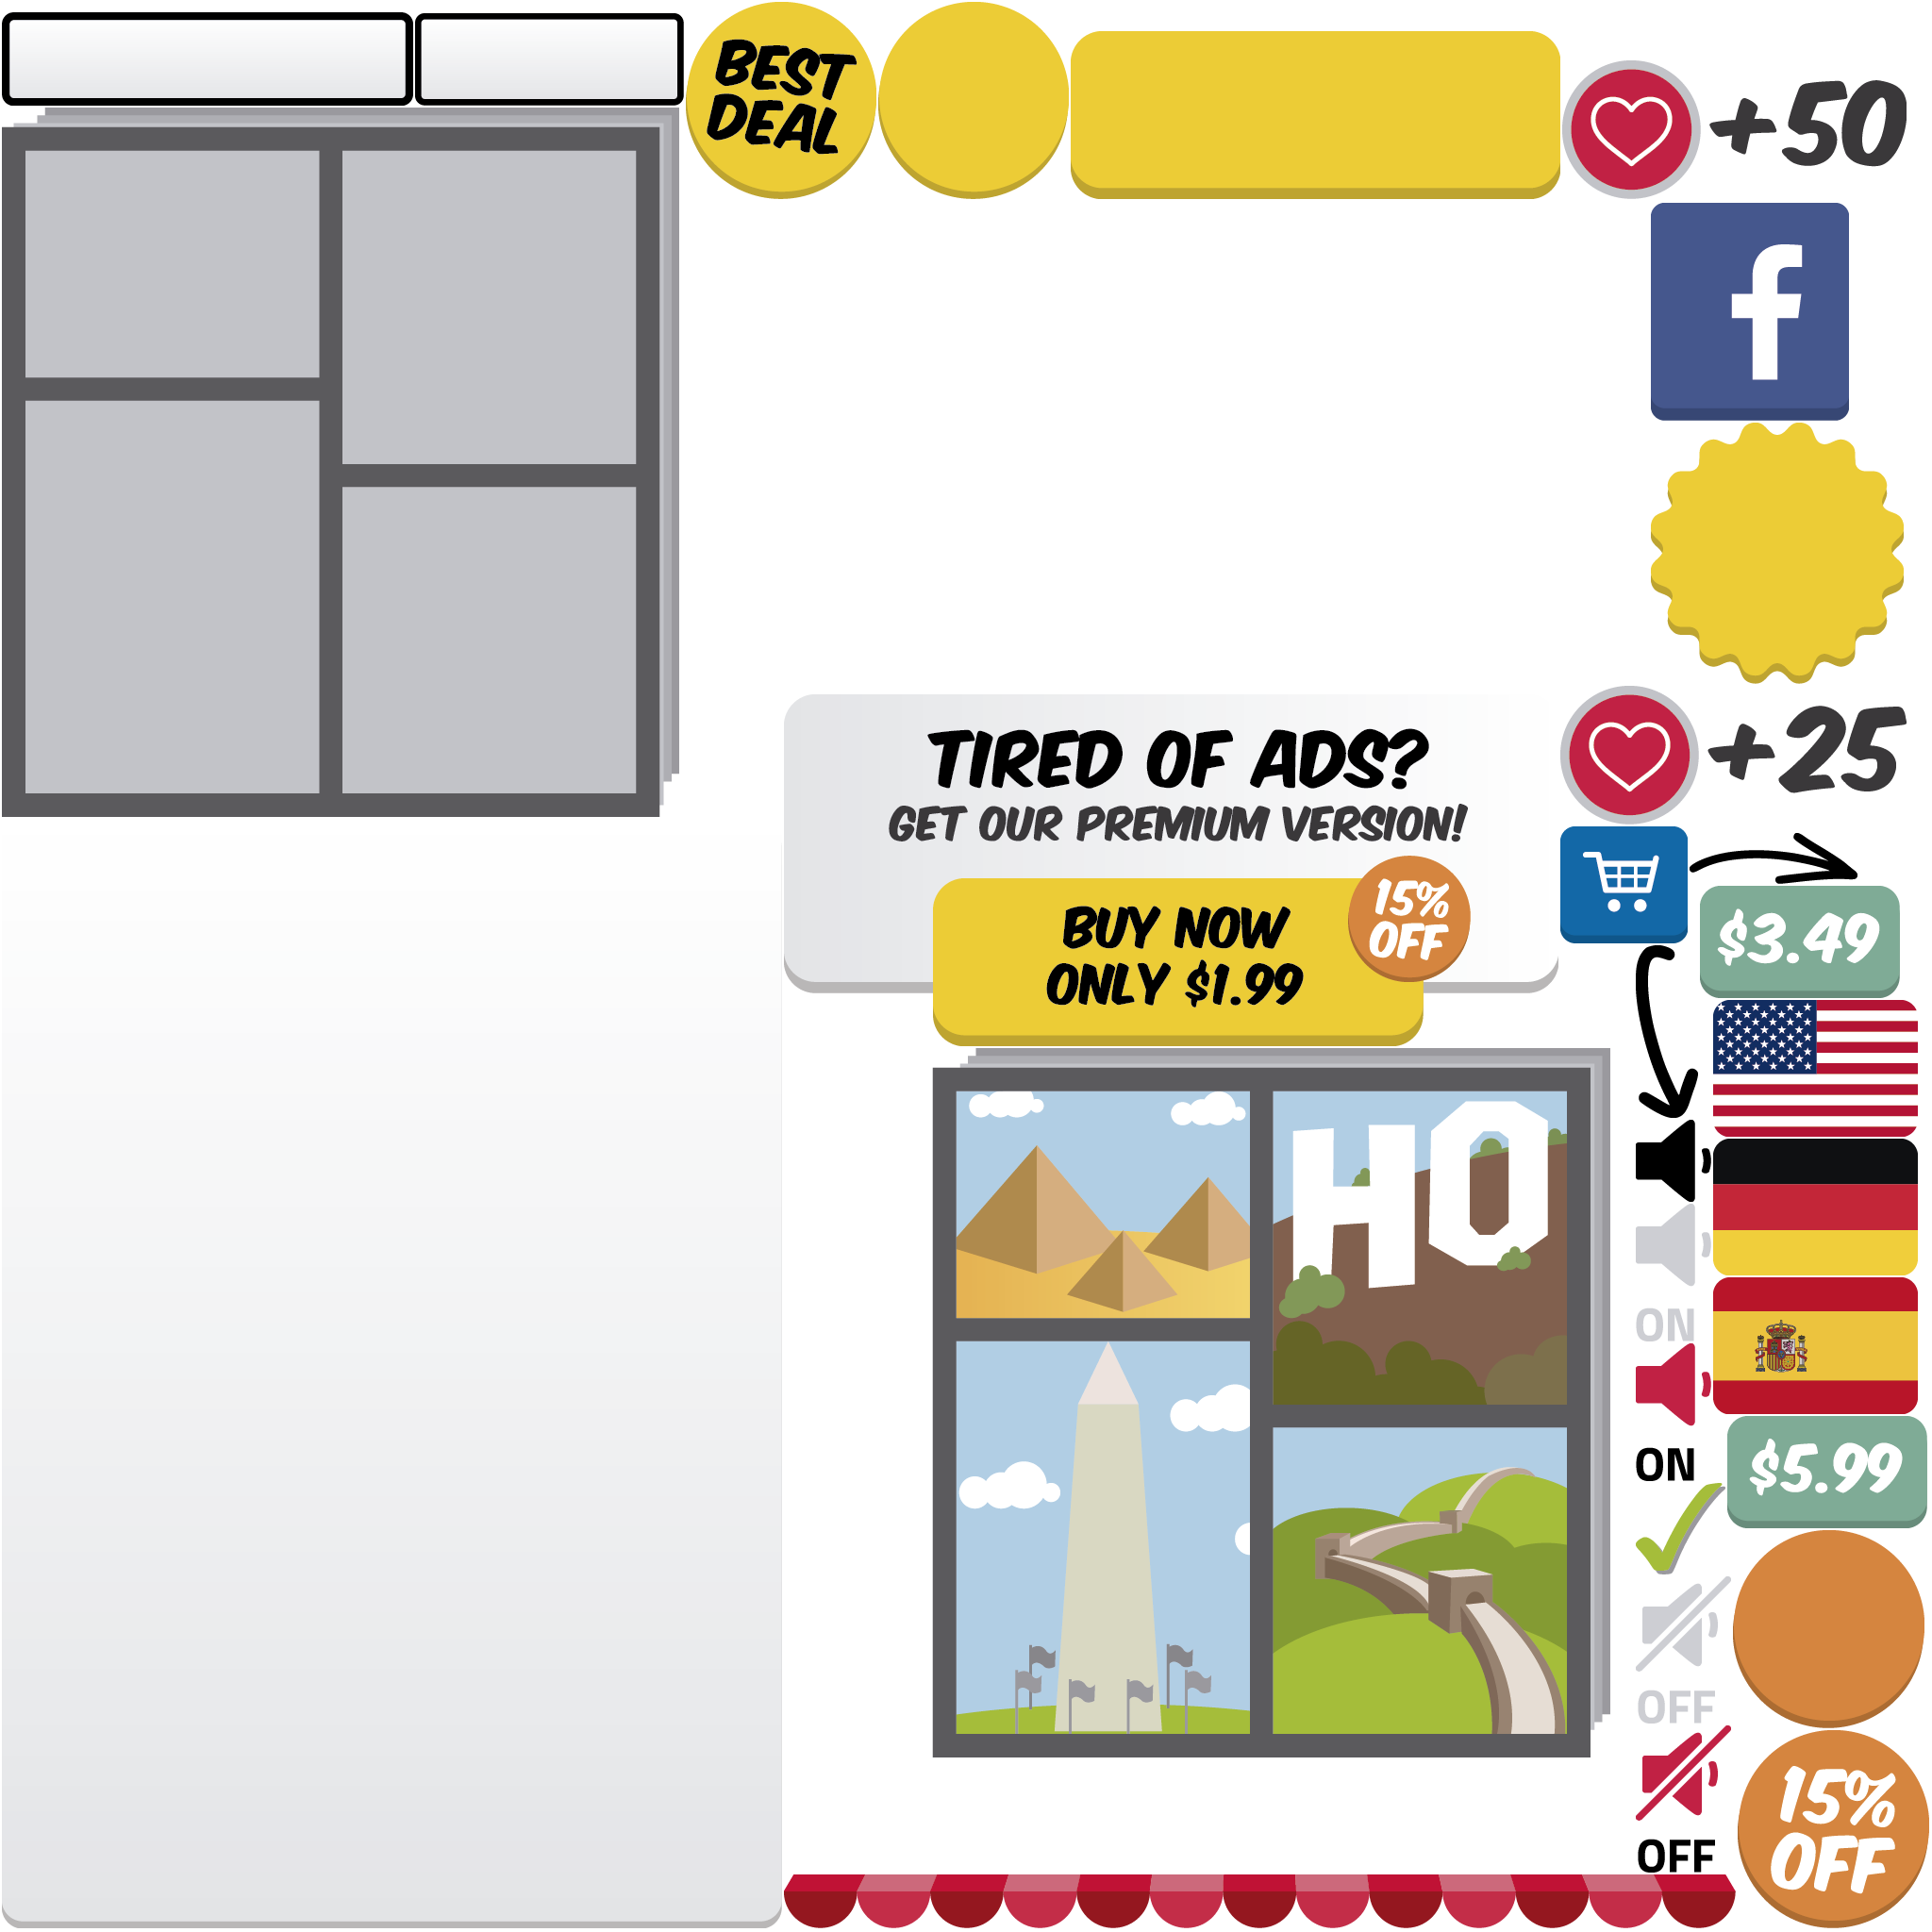 BEST
DEAL
+50
f
TIRED OF ADS?
GET OUR PREMIUM VERSION!
+25
15%
OFF
BUY NOW
ONLY $1.99
$3.49
HO
ON
ON
$5.99
OFF
OFF
15%
OFF